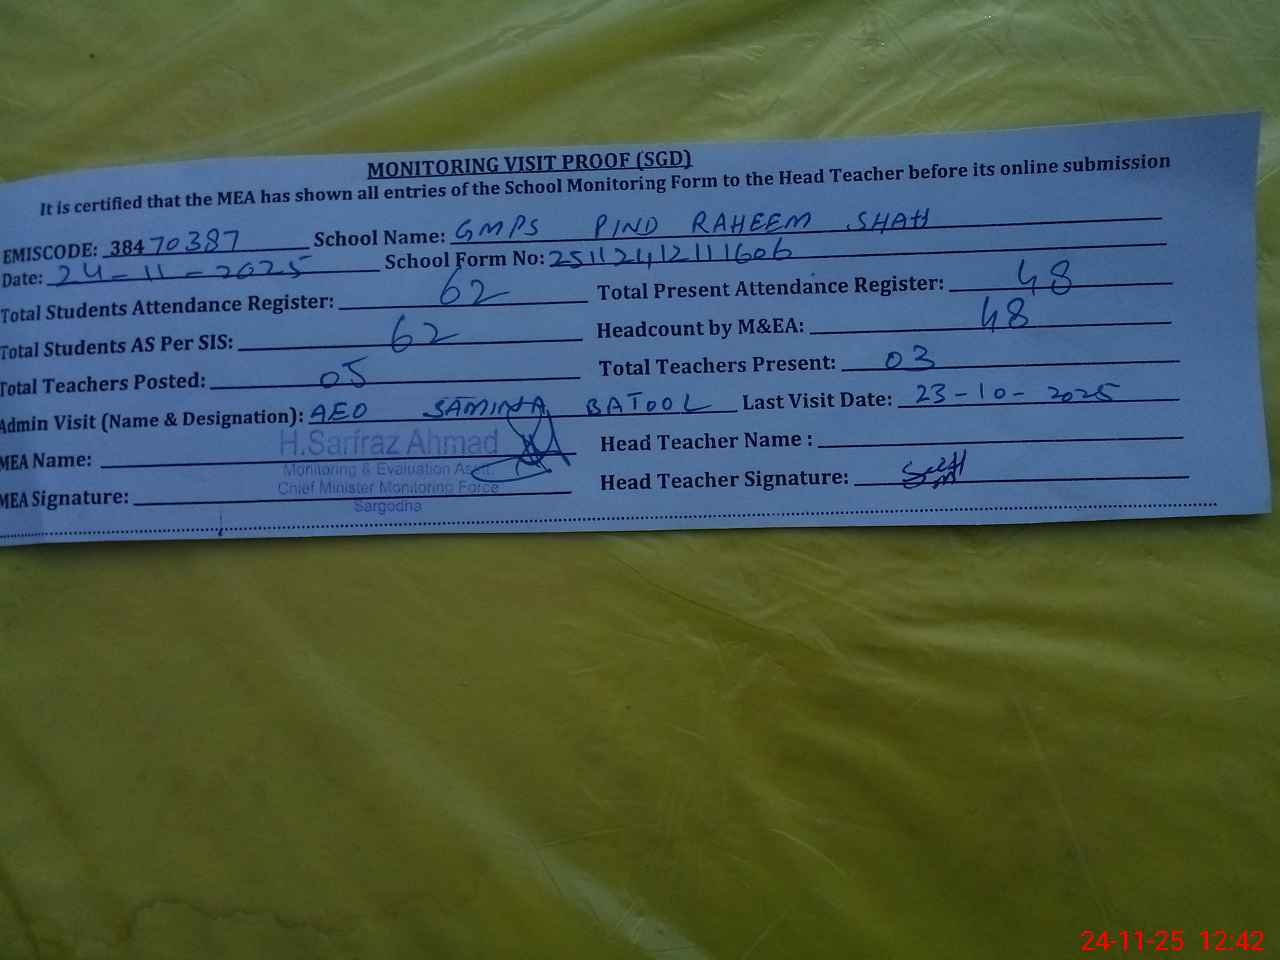 MONITORING VISIT PROOF (SGD)
It is certified that the MEA has shown all entries of the School Monitoring Form to the Head Teacher before its online submission
EMISCODE: 38470387 School Name: GMPS PIND RAHEEM SHAH
Date: 24-11-2025 School Form No: 25112412111606
Total Students Attendance Register: 62 Total Present Attendance Register: 48
Total Students AS Per SIS: 62 Headcount by M&EA: 48
Total Teachers Posted: 05 Total Teachers Present: 03
Admin Visit (Name & Designation): AEO SAMINA BATOOL Last Visit Date: 23-10-2025
MEA Name: H.Sarfraz Ahmad Head Teacher Name :
Monitoring & Evaluation Asstt.
MEA Signature: Chief Minister Monitoring Force Head Teacher Signature:
Sargodha
24-11-25 12:42